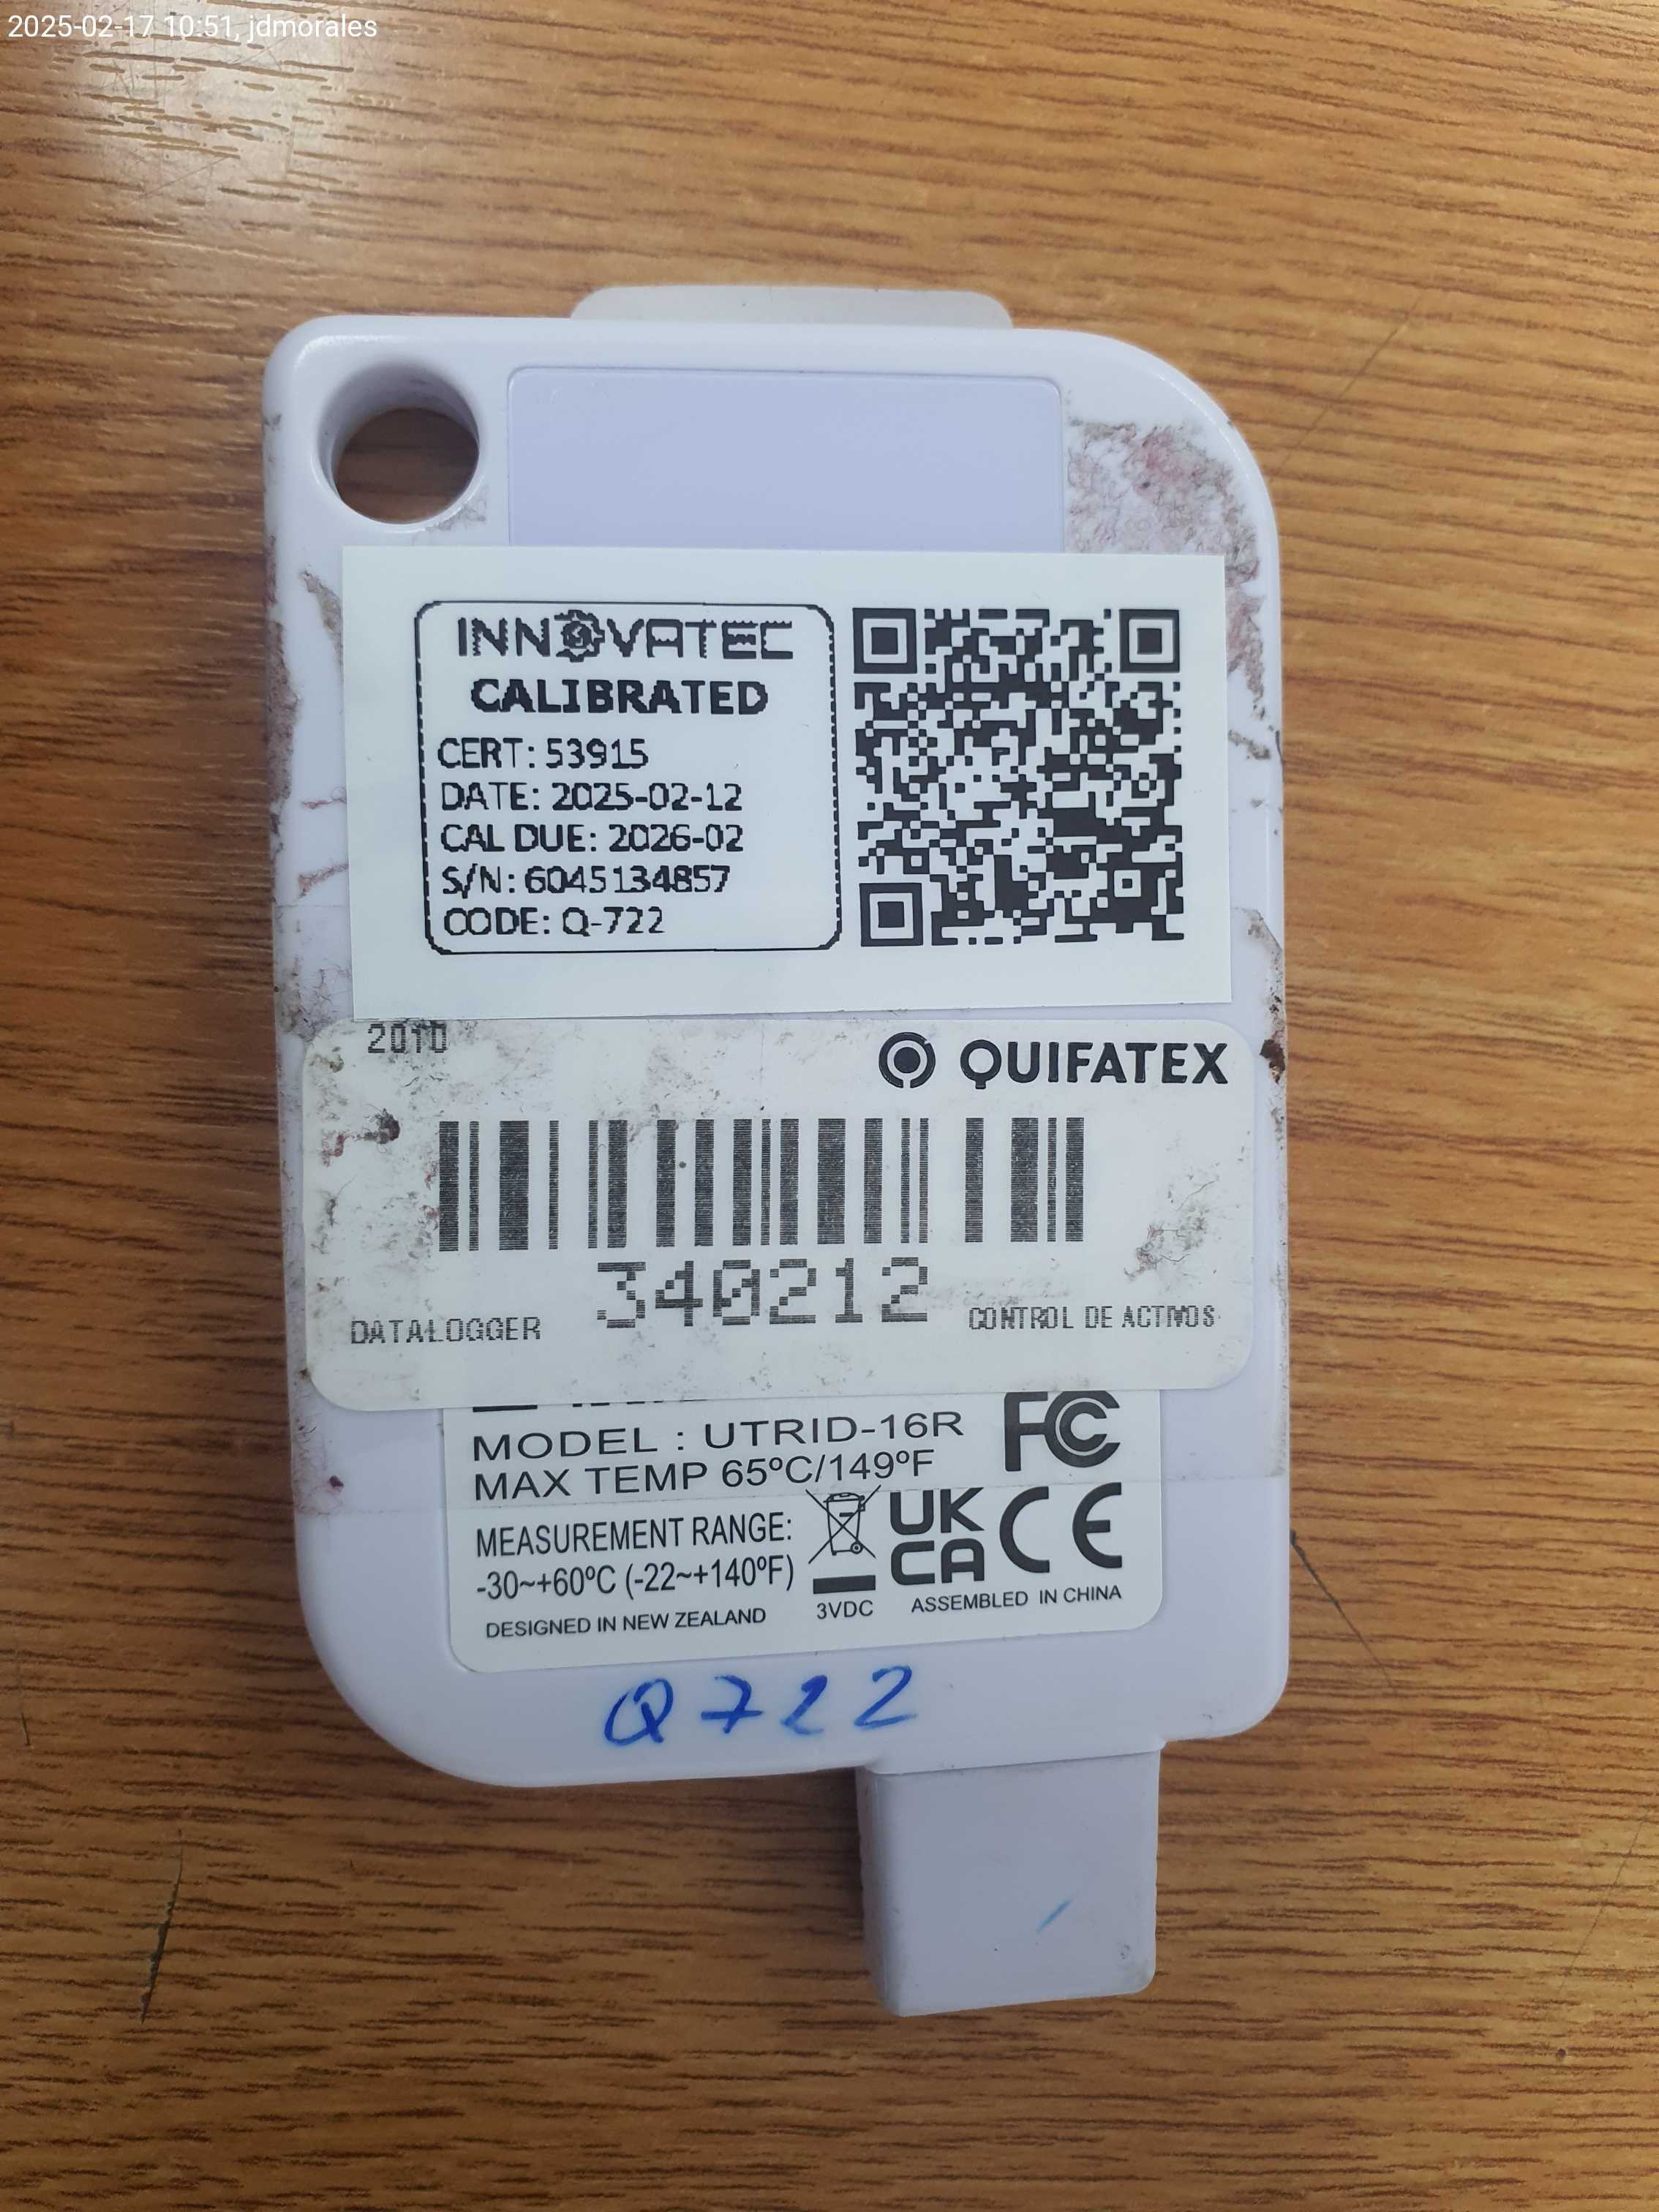 2025-02-17 10:51, jdmorales
INNOVATEC
CALIBRATED
CERT: 53915
DATE: 2025-02-12
CAL DUE: 2026-02
S/N: 6045134857
CODE: Q-722
2010
QUIFATEX
340212
DATALOGGER
CONTROL DE ACTIVOS
MODEL : UTRID-16R
FC
MAX TEMP 65ºC/149ºF
MEASUREMENT RANGE:
-30~+60ºC (-22~+140ºF)
UK
CA
CE
3VDC
DESIGNED IN NEW ZEALAND
ASSEMBLED IN CHINA
Q722